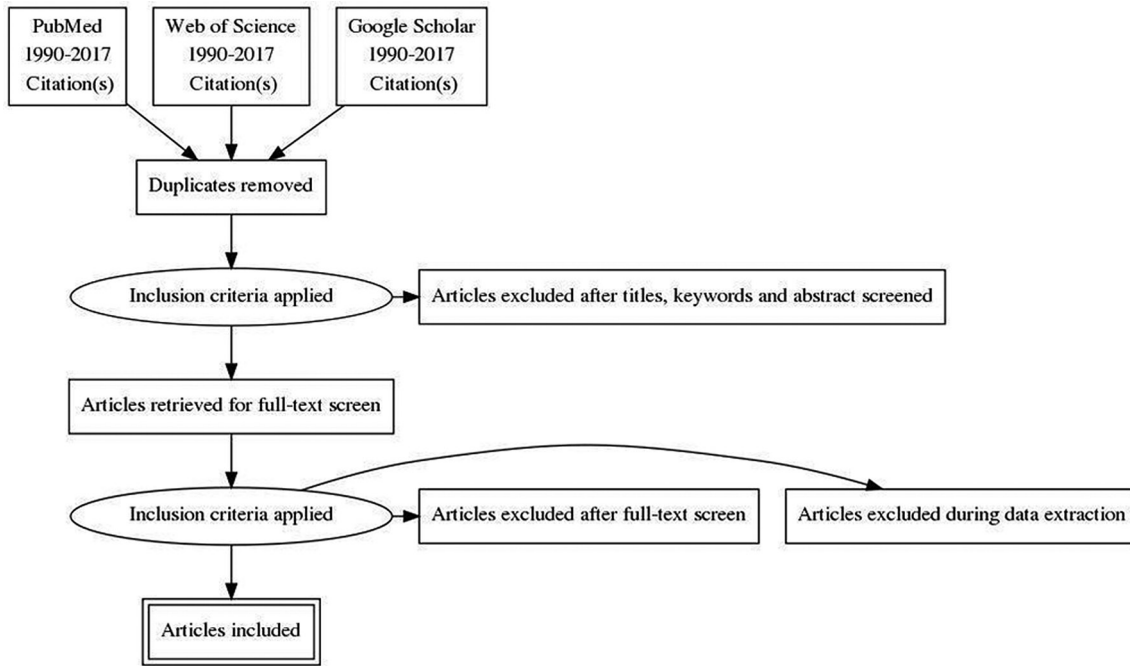 PubMed
1990-2017
Citation(s)
Web of Science
1990-2017
Citation(s)
Google Scholar
1990-2017
Citation(s)
Duplicates removed
Inclusion criteria applied
Articles excluded after titles, keywords and abstract screened
Articles retrieved for full-text screen
Inclusion criteria applied
Articles excluded after full-text screen
Articles excluded during data extraction
Articles included